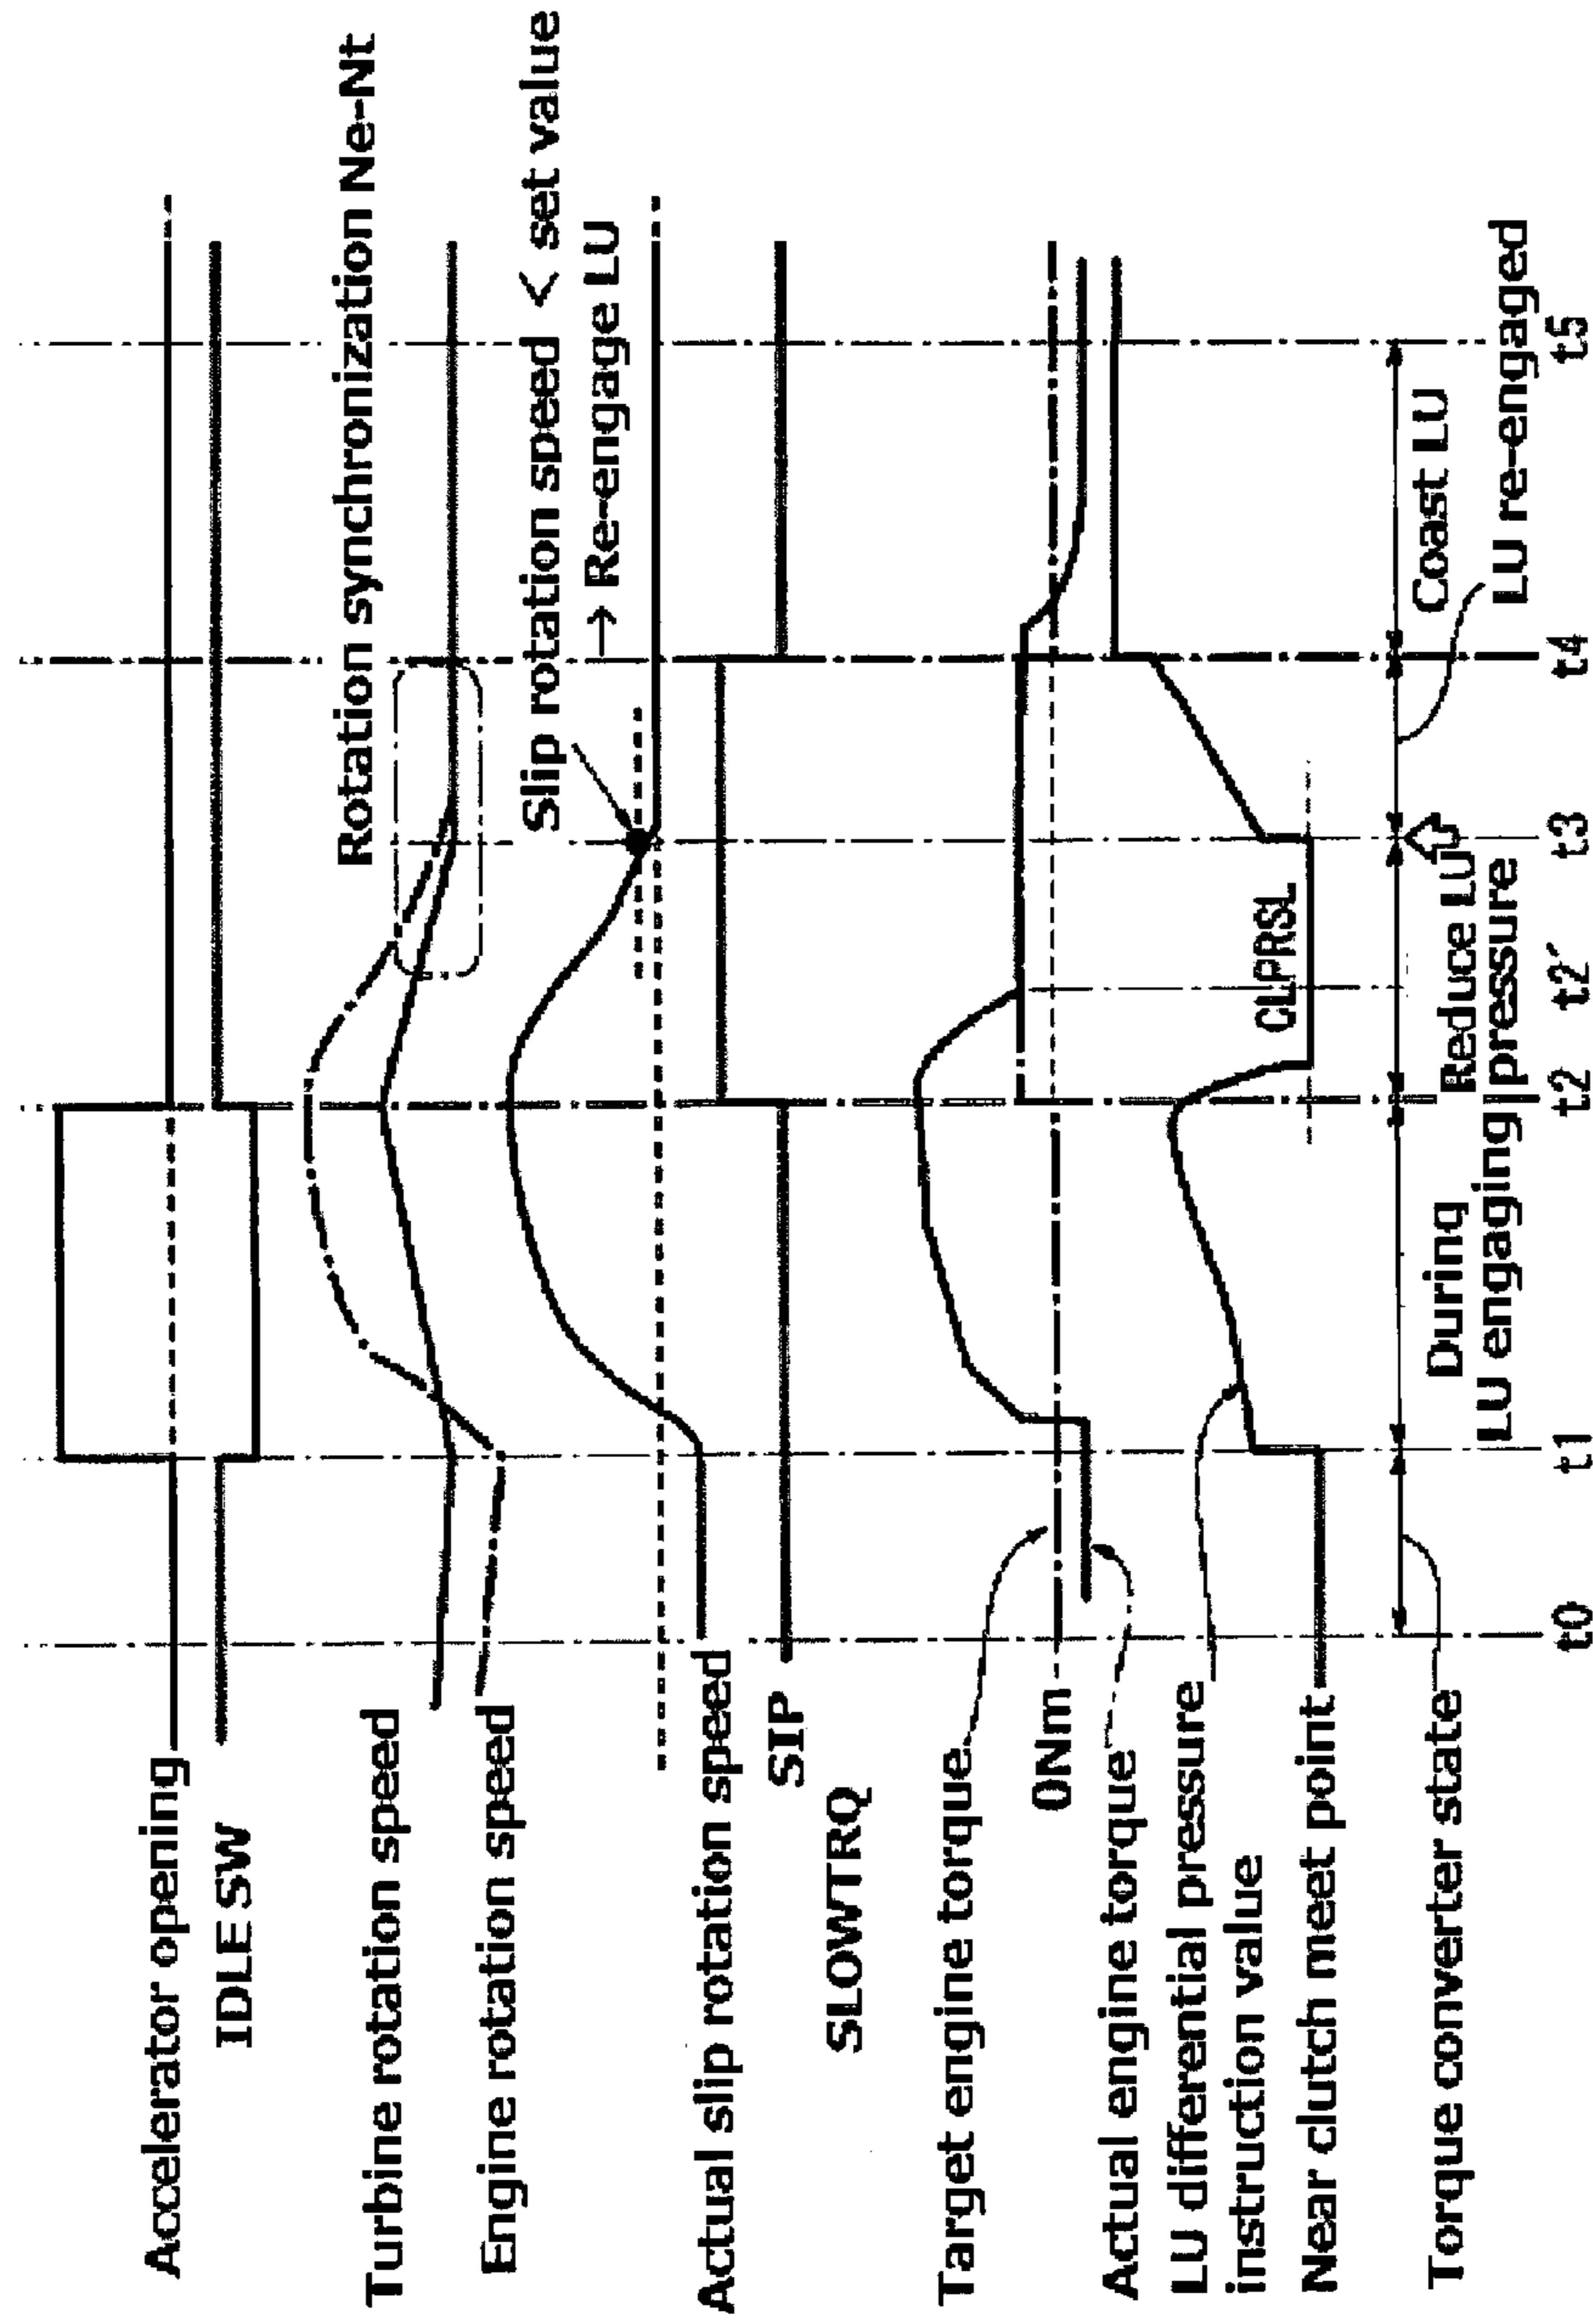 Accelerator opening
IDLE SW
Turbine rotation speed
Engine rotation speed
Actual slip rotation speed
SIP
SLOWTRQ
Target engine torque
0Nm
Actual engine torque
LU differential pressure
instruction value
Near clutch meet point
Torque converter state
Rotation synchronization Ne-Nt
Slip rotation speed < set value
→ Re-engage LU
CLPRSL
During
LU engaging
Reduce LU
pressure
Coast LU
LU re-engaged
t0
t1
t2
t2′
t3
t4
t5